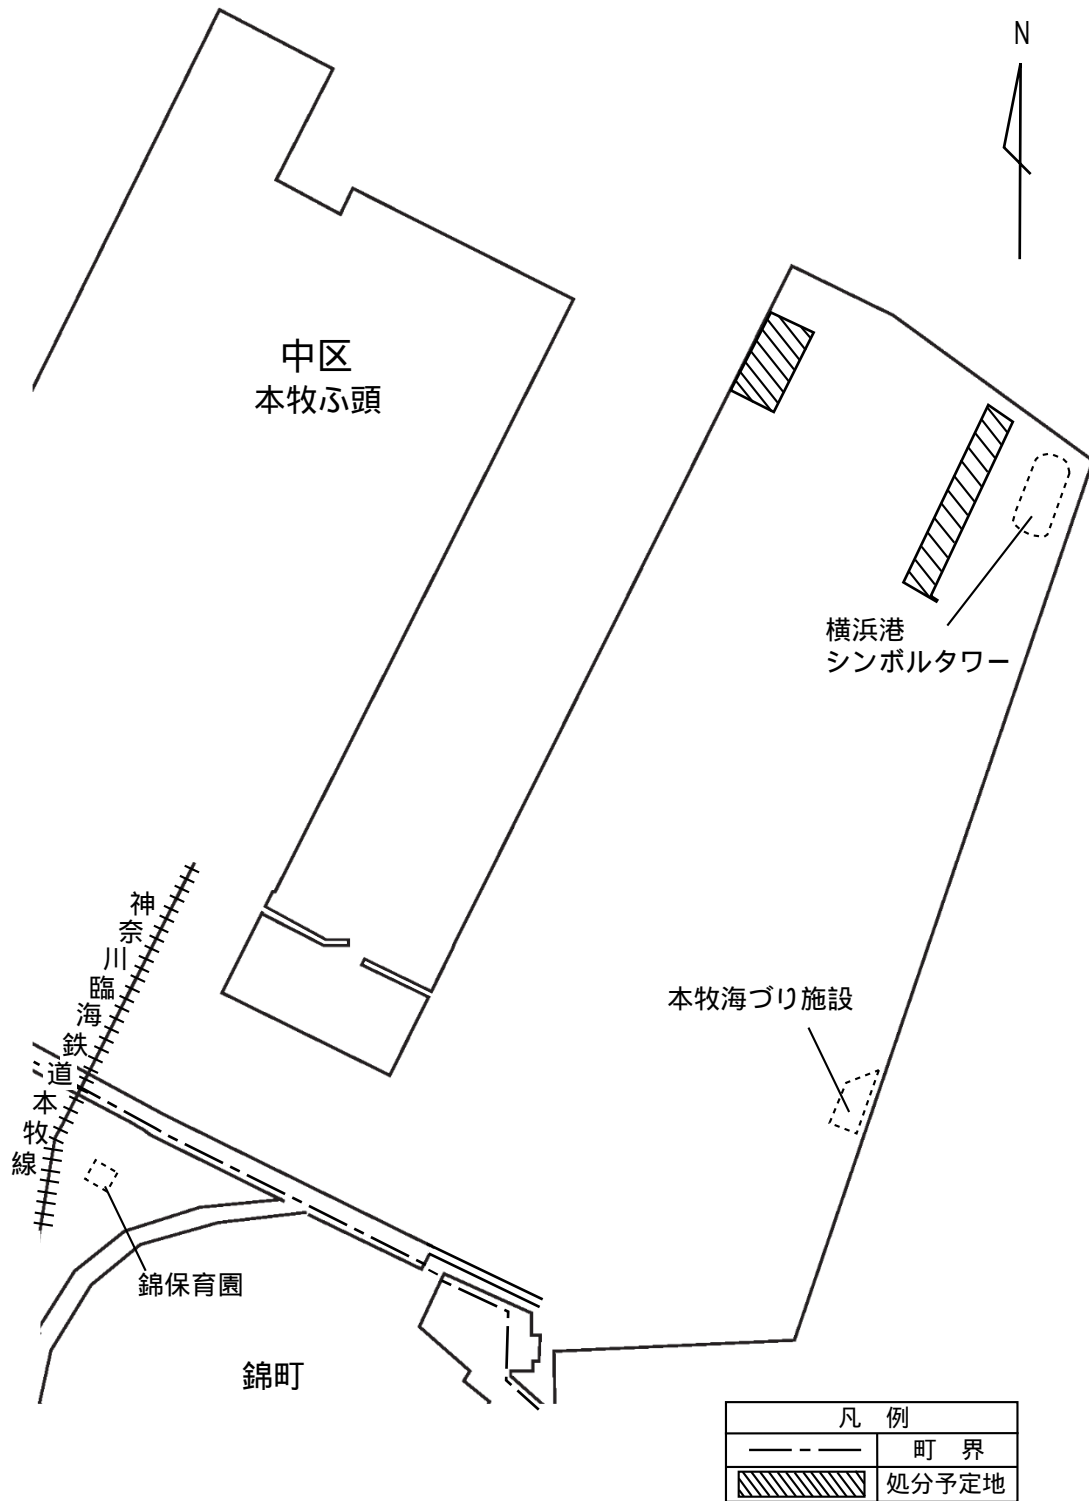 N
中区
本牧ふ頭
横浜港
シンボルタワー
神奈川臨海鉄道本牧線
本牧海づり施設
錦保育園
錦町
凡 例
町 界
処分予定地